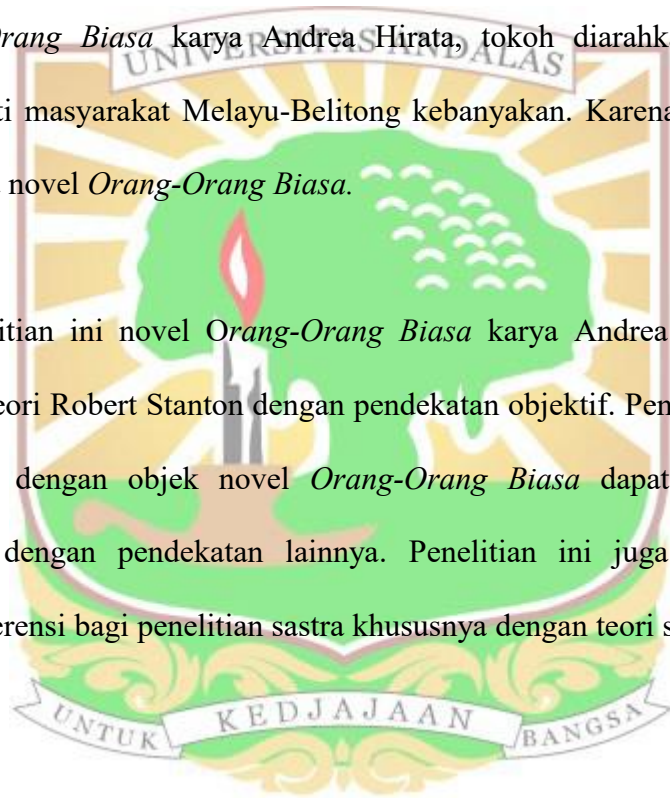 Orang Biasa karya Andrea Hirata, tokoh diarahk
UNIVERSITAS ANDALAS
ti masyarakat Melayu-Belitong kebanyakan. Karena
novel Orang-Orang Biasa.
itian ini novel Orang-Orang Biasa karya Andrea
eori Robert Stanton dengan pendekatan objektif. Pen
dengan objek novel Orang-Orang Biasa dapat
dengan pendekatan lainnya. Penelitian ini juga
erensi bagi penelitian sastra khususnya dengan teori s
UNTUK KEDJAJAAN BANGSA